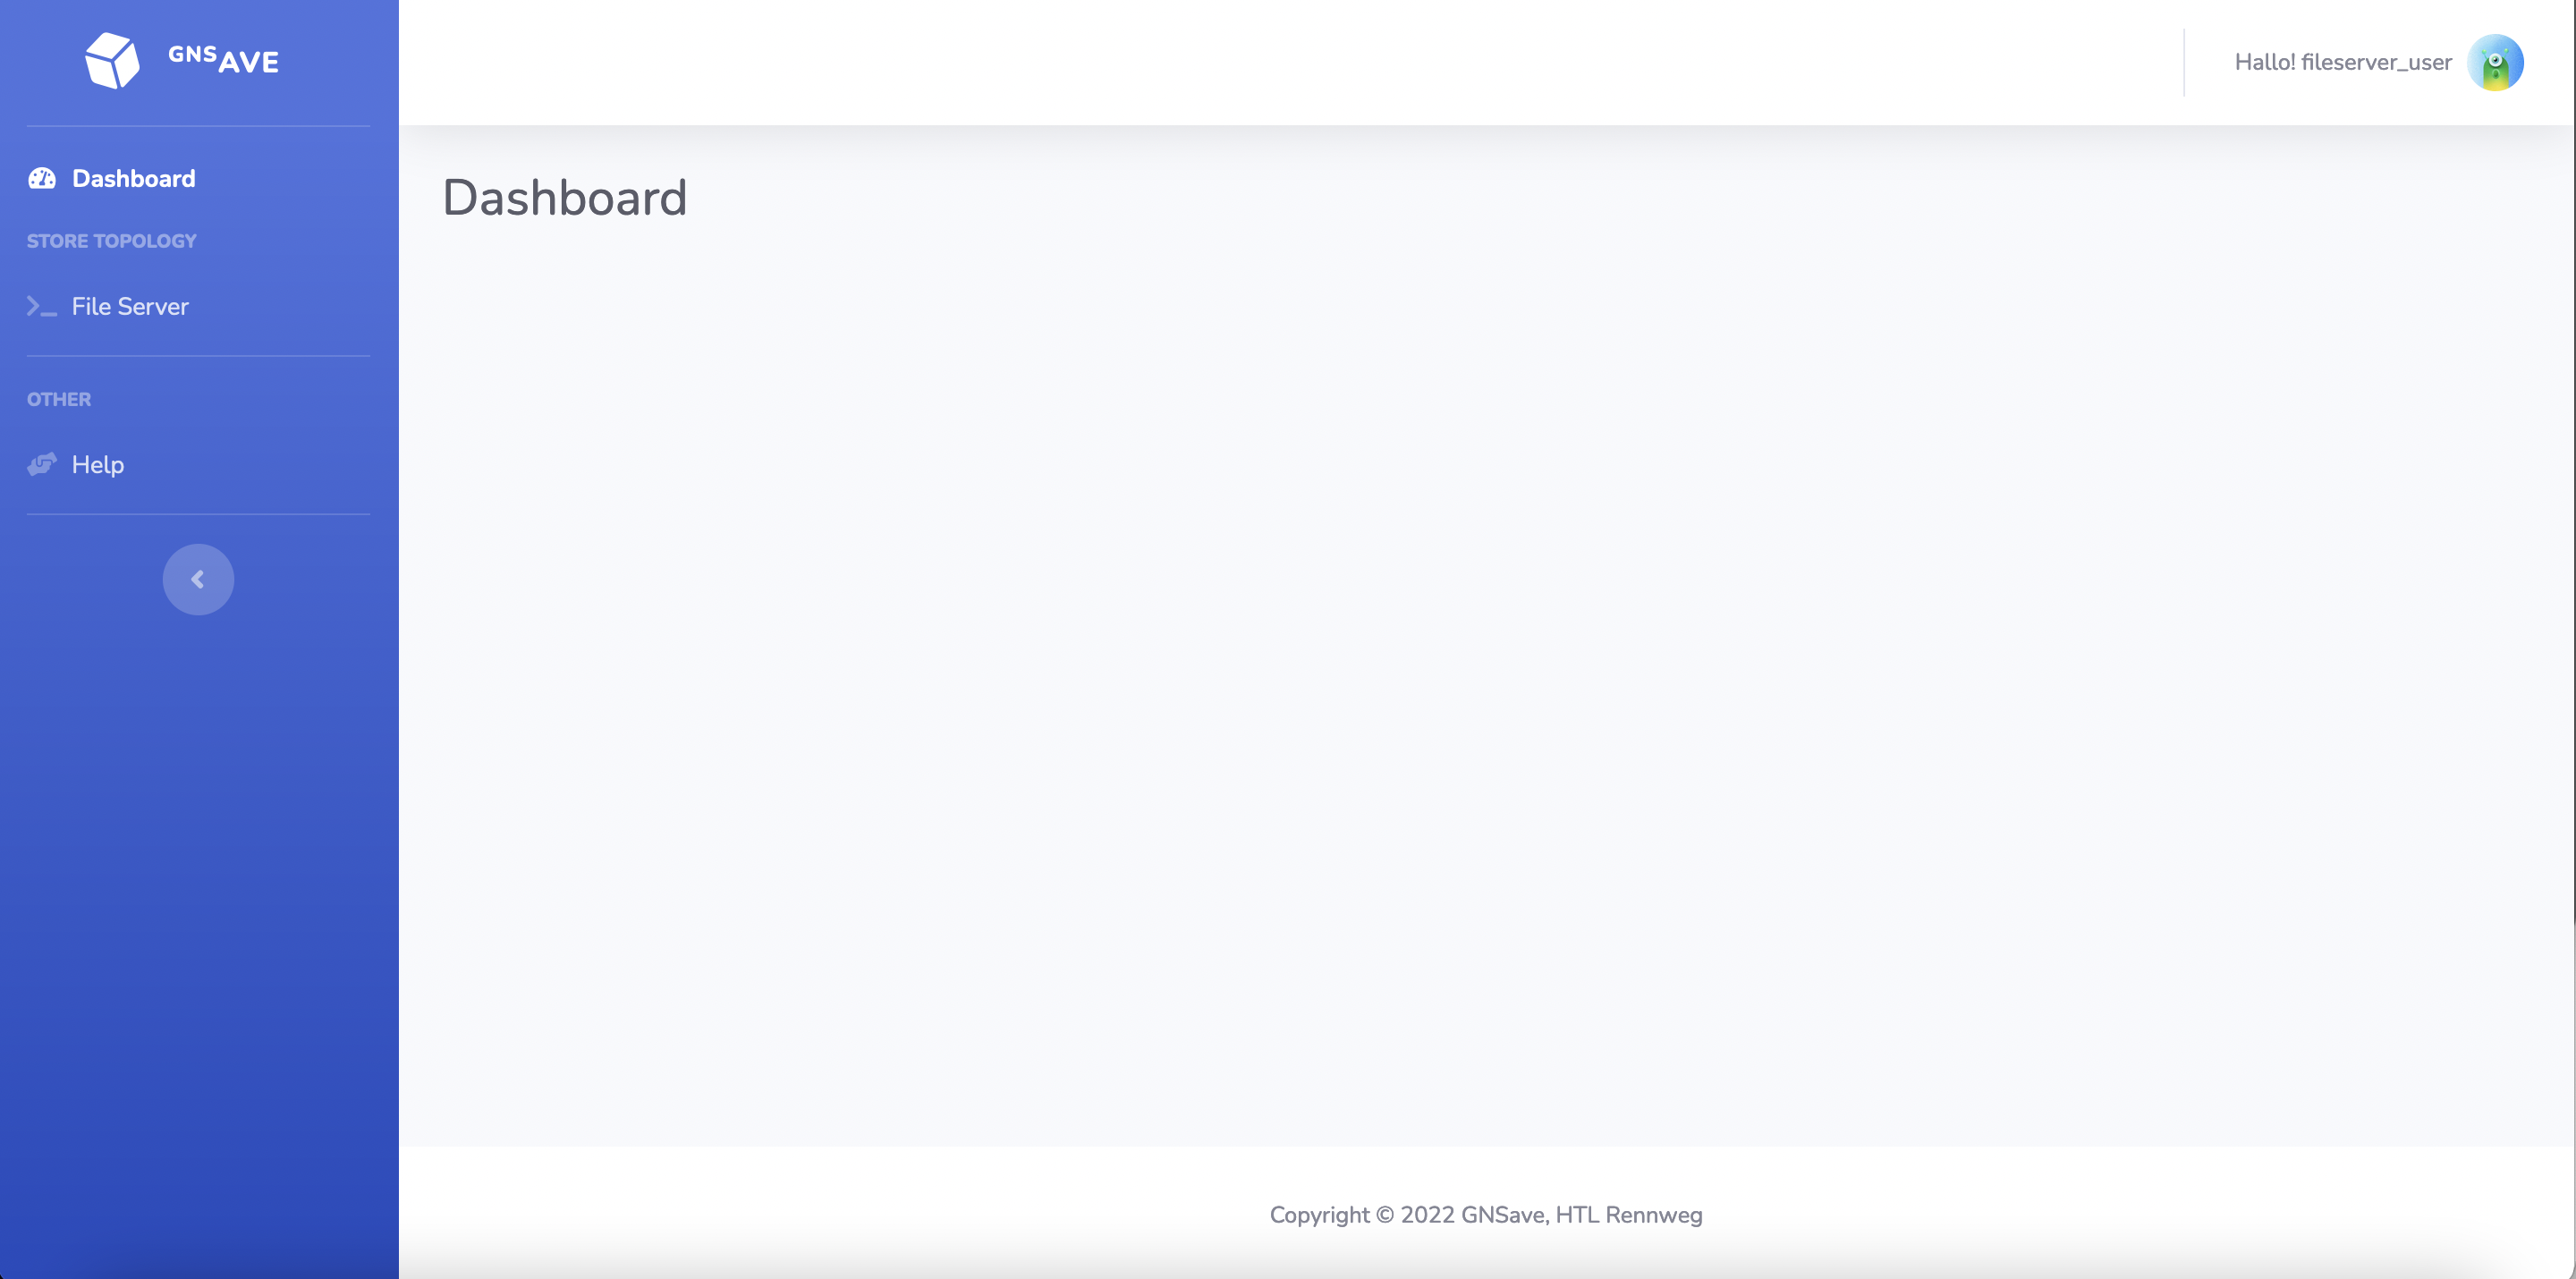 GNSAVE
Hallo! fileserver_user
Dashboard
STORE TOPOLOGY
File Server
OTHER
Help
Dashboard
Copyright © 2022 GNSave, HTL Rennweg